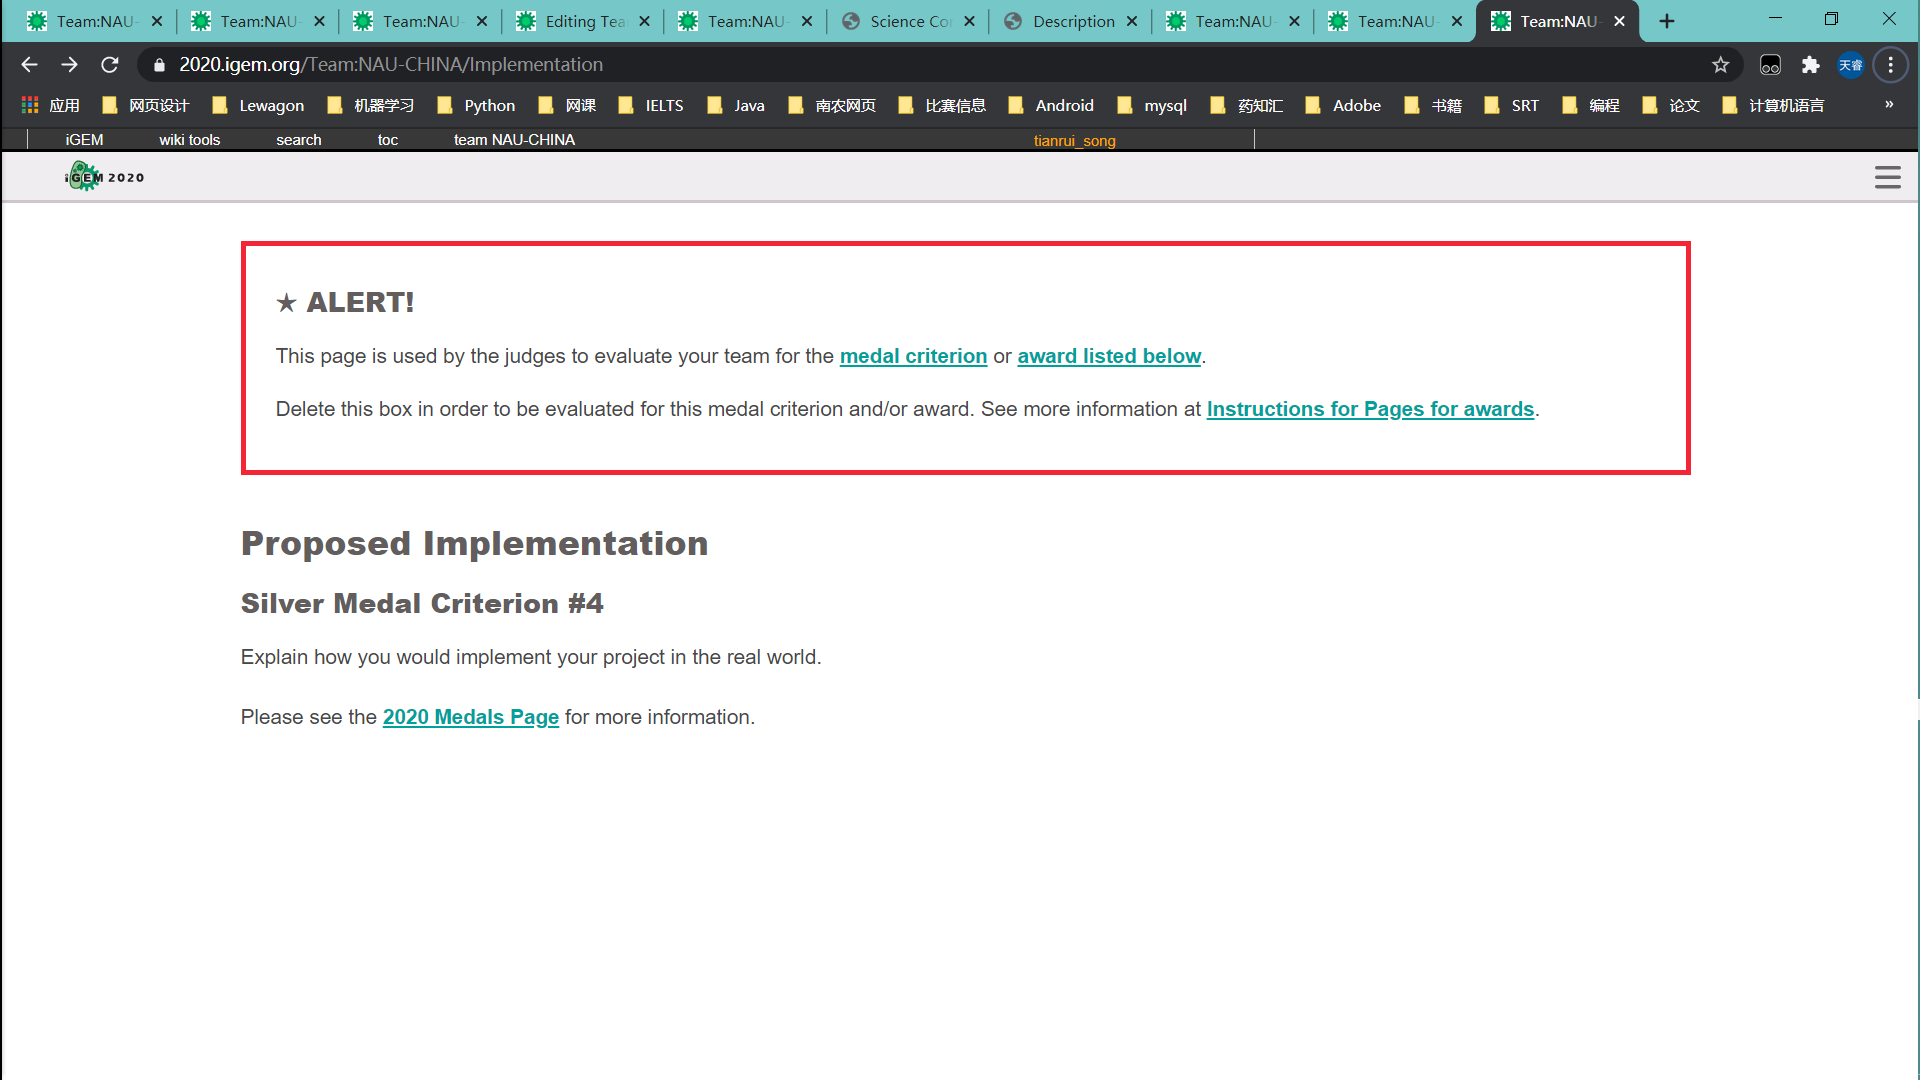 Team:NAU- Team:NAU- Team:NAU- Editing Tea Team:NAU- Science Co Description Team:NAU- Team:NAU- Team:NAU-
2020.igem.org/Team:NAU-CHINA/Implementation 天睿
应用 网页设计 Lewagon 机器学习 Python 网课 IELTS Java 南农网页 比赛信息 Android mysql 药知汇 Adobe 书籍 SRT 编程 论文 计算机语言 »
iGEM wiki tools search toc team NAU-CHINA tianrui_song
iGEM 2020
★ ALERT!
This page is used by the judges to evaluate your team for the medal criterion or award listed below.
Delete this box in order to be evaluated for this medal criterion and/or award. See more information at Instructions for Pages for awards.
Proposed Implementation
Silver Medal Criterion #4
Explain how you would implement your project in the real world.
Please see the 2020 Medals Page for more information.